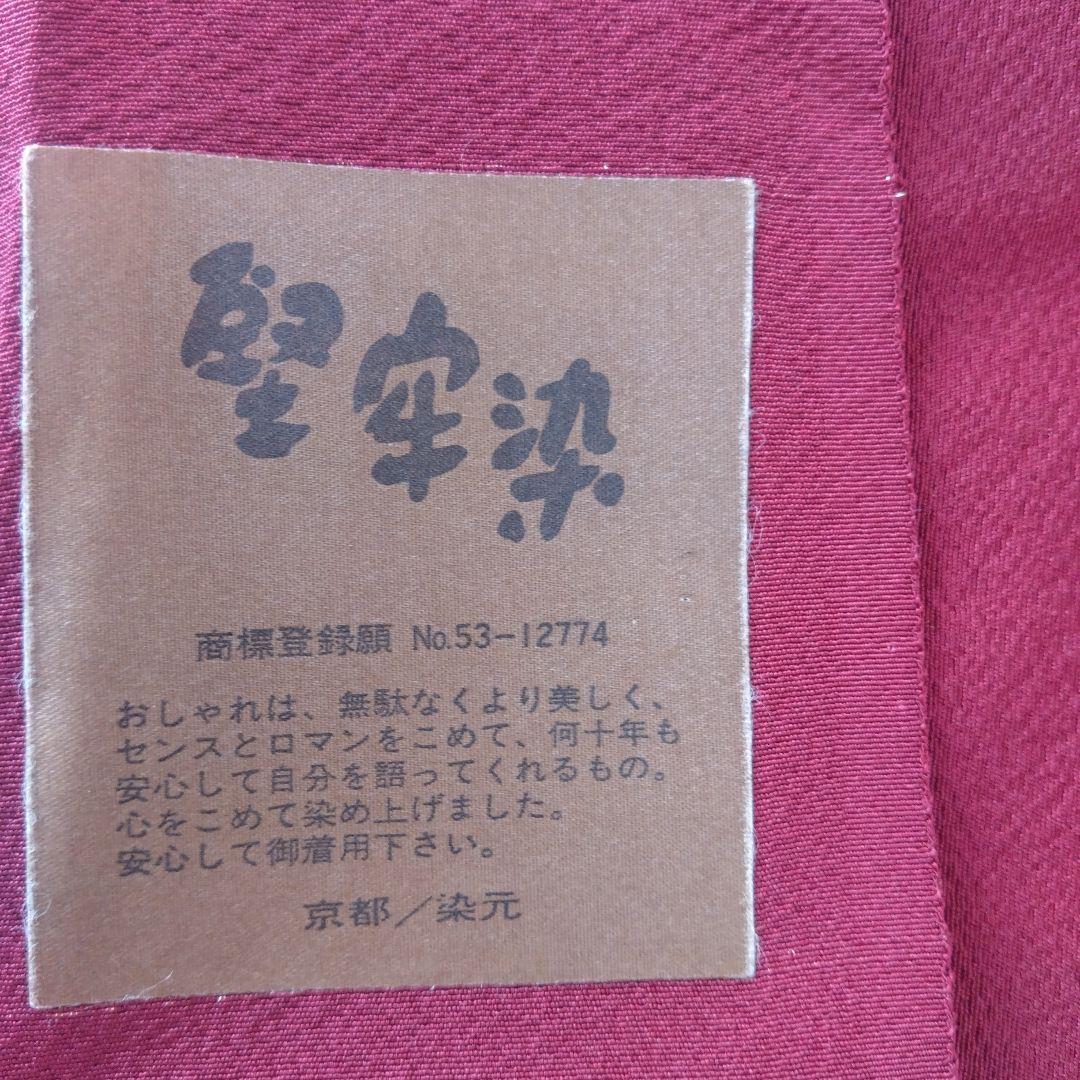 堅牢染
商標登録願 No.53-12774
おしゃれは、無駄なくより美しく、
センスとロマンをこめて、何十年も
安心して自分を語ってくれるもの。
心をこめて染め上げました。
安心して御着用下さい。
京都/染元